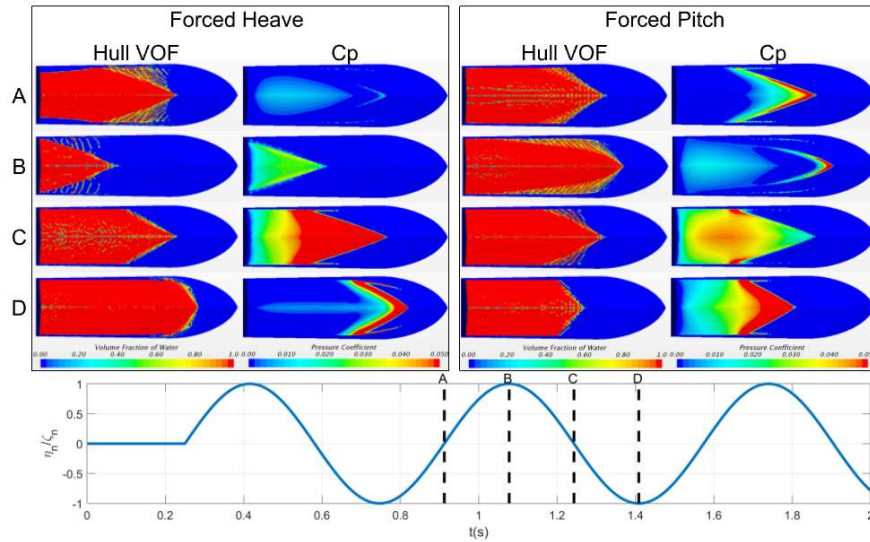 Forced Heave
Forced Pitch
Hull VOF
Cp
Hull VOF
Cp
A
B
C
D
Volume Fraction of Water
Pressure Coefficient
Volume Fraction of Water
Pressure Coefficient
0.00 0.20 0.40 0.60 0.80 1.0
0.00 0.010 0.020 0.030 0.040 0.050
0.00 0.20 0.40 0.60 0.80 1.0
0.00 0.010 0.020 0.030 0.040 0.050
A B C D
1
0.5
0
-0.5
-1
ηn/ζn
0 0.2 0.4 0.6 0.8 1 1.2 1.4 1.6 1.8 2
t(s)